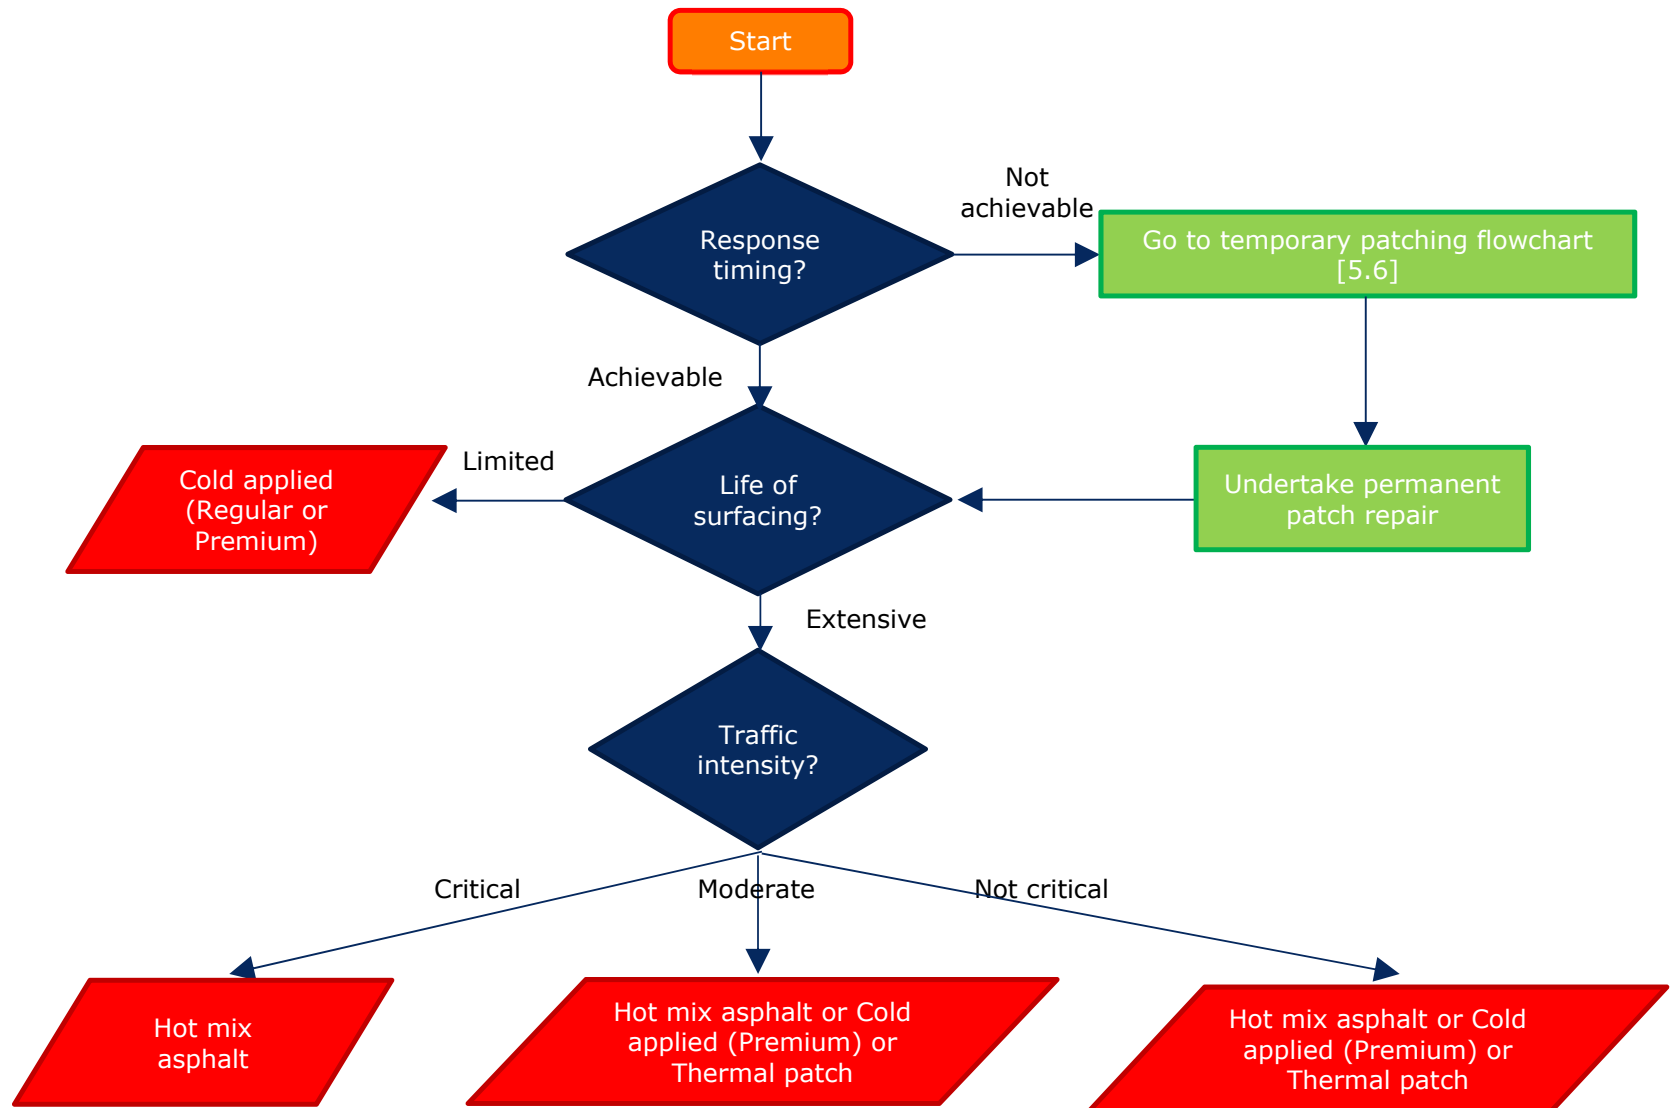 Start
Not
achievable
Response
timing?
Go to temporary patching flowchart
[5.6]
Achievable
Limited
Cold applied
(Regular or
Premium)
Life of
surfacing?
Undertake permanent
patch repair
Extensive
Traffic
intensity?
Critical
Moderate
Not critical
Hot mix
asphalt
Hot mix asphalt or Cold
applied (Premium) or
Thermal patch
Hot mix asphalt or Cold
applied (Premium) or
Thermal patch